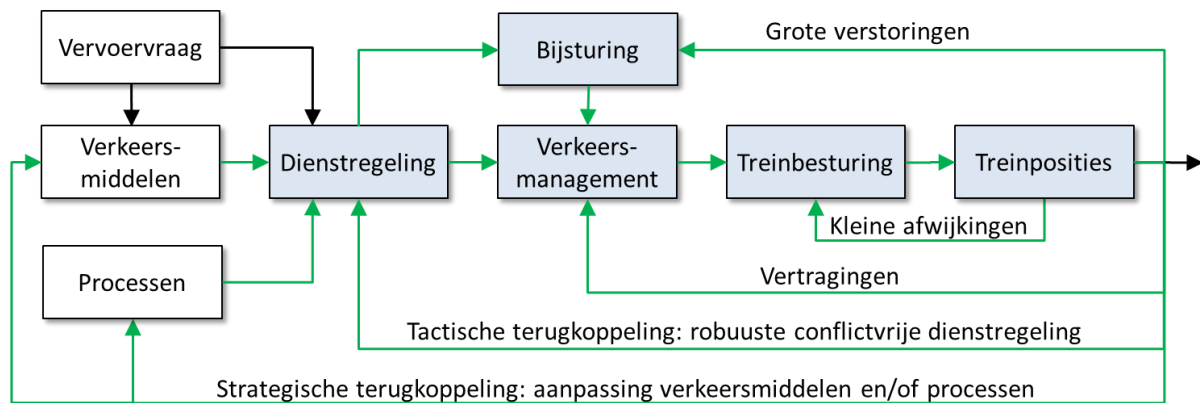 Vervoervraag
Bijsturing
Grote verstoringen
Verkeers-
middelen
Dienstregeling
Verkeers-
management
Treinbesturing
Treinposities
Kleine afwijkingen
Processen
Vertragingen
Tactische terugkoppeling: robuuste conflictvrije dienstregeling
Strategische terugkoppeling: aanpassing verkeersmiddelen en/of processen